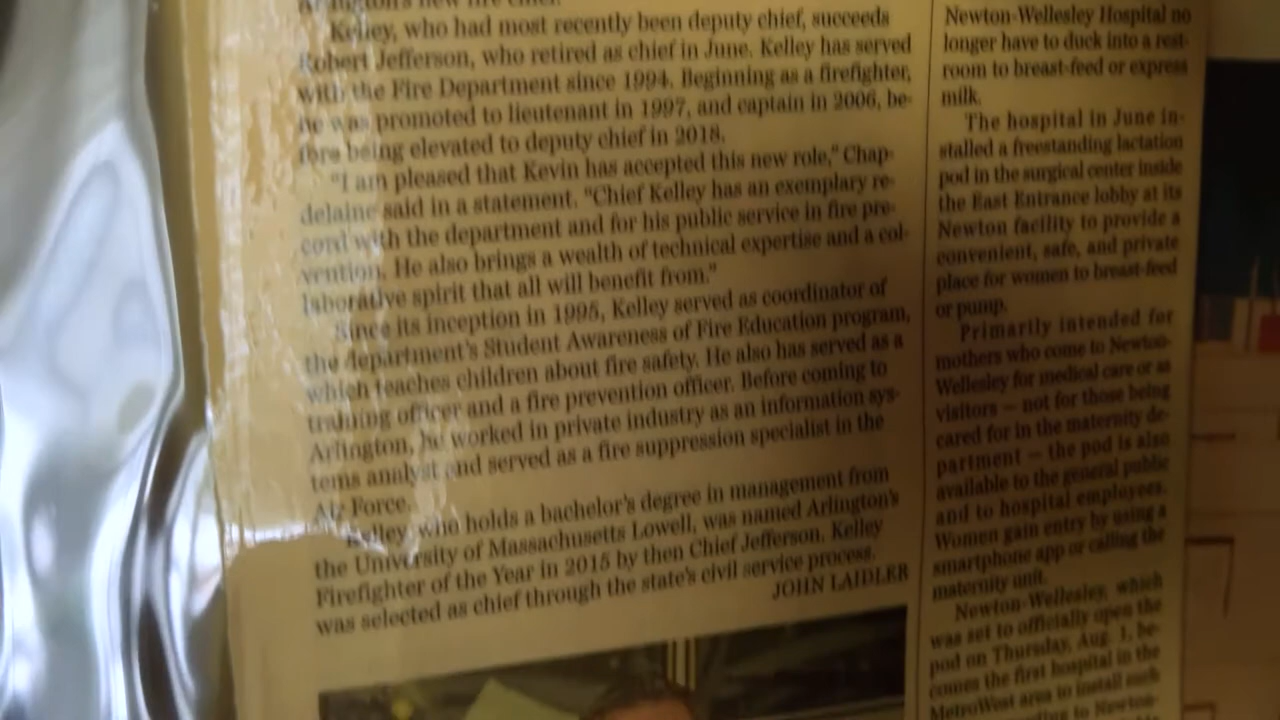 Arlington's new fire chief.
Kelley, who had most recently been deputy chief, succeeds
Robert Jefferson, who retired as chief in June. Kelley has served
with the Fire Department since 1994. Beginning as a firefighter,
he was promoted to lieutenant in 1997, and captain in 2006, be-
fore being elevated to deputy chief in 2018.
"I am pleased that Kevin has accepted this new role," Chap-
delaine said in a statement. "Chief Kelley has an exemplary re-
cord with the department and for his public service in fire pre-
vention. He also brings a wealth of technical expertise and a col-
laborative spirit that all will benefit from."
Since its inception in 1995, Kelley served as coordinator of
the department's Student Awareness of Fire Education program,
which teaches children about fire safety. He also has served as a
training officer and a fire prevention officer. Before coming to
Arlington, he worked in private industry as an information sys-
tems analyst and served as a fire suppression specialist in the
Air Force.
Kelley, who holds a bachelor's degree in management from
the University of Massachusetts Lowell, was named Arlington's
Firefighter of the Year in 2015 by then Chief Jefferson. Kelley
was selected as chief through the state's civil service process.
JOHN LAIDLER
Newton-Wellesley Hospital no
longer have to duck into a rest-
room to breast-feed or express
milk.
The hospital in June in-
stalled a freestanding lactation
pod in the surgical center inside
the East Entrance lobby at its
Newton facility to provide a
convenient, safe, and private
place for women to breast-feed
or pump.
Primarily intended for
mothers who come to Newton-
Wellesley for medical care or as
visitors — not for those being
cared for in the maternity de-
partment — the pod is also
available to the general public
and to hospital employees.
Women gain entry by using a
smartphone app or calling the
maternity unit.
Newton-Wellesley, which
was set to officially open the
pod on Thursday, Aug. 1, be-
comes the first hospital in the
MetroWest area to install such
to Newton-